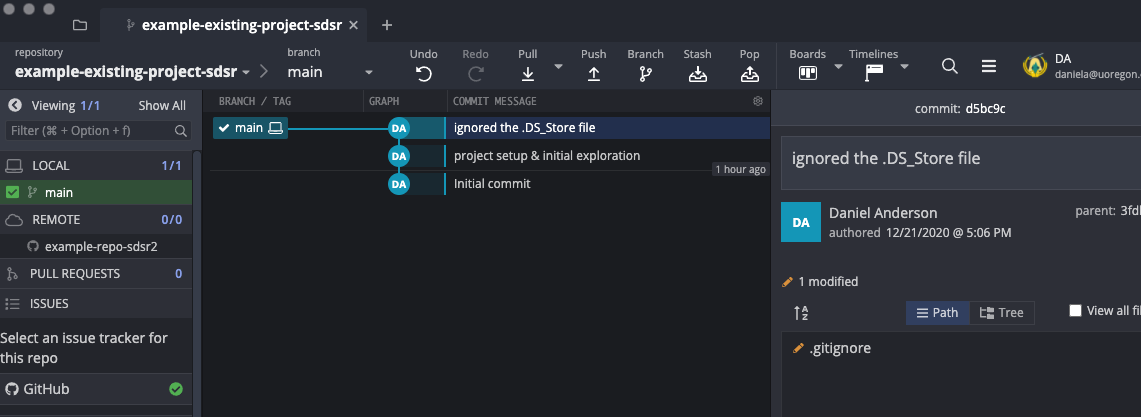 example-existing-project-sdsr
repository
example-existing-project-sdsr
branch
main
Undo
Redo
Pull
Push
Branch
Stash
Pop
Boards
Timelines
DA
daniela@uoregon.
Viewing 1/1
Show All
Filter (⌘ + Option + f)
LOCAL
1/1
main
REMOTE
0/0
example-repo-sdsr2
PULL REQUESTS
0
ISSUES
Select an issue tracker for
this repo
GitHub
BRANCH / TAG
GRAPH
COMMIT MESSAGE
main
DA
ignored the .DS_Store file
DA
project setup & initial exploration
1 hour ago
DA
Initial commit
commit: d5bc9c
ignored the .DS_Store file
DA
Daniel Anderson
authored 12/21/2020 @ 5:06 PM
parent: 3fd
1 modified
A
Z
Path
Tree
View all fi
.gitignore